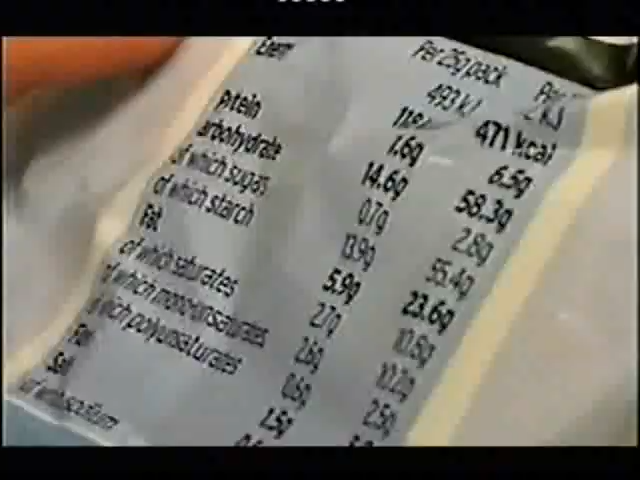 Per 25g pack Per
493 kJ
118 471 kcal
Protein 1.6g 6.5g
arbohydrate 14.6g 58.3g
of which sugars 0.7g 2.8g
of which starch 13.9g 55.4g
Fat 5.9g 23.6g
of which saturates 2.7g 10.8g
of which monounsaturates 2.6g 10.2g
which polyunsaturates 0.6g 2.5g
1.5g
Salt
of which sodium